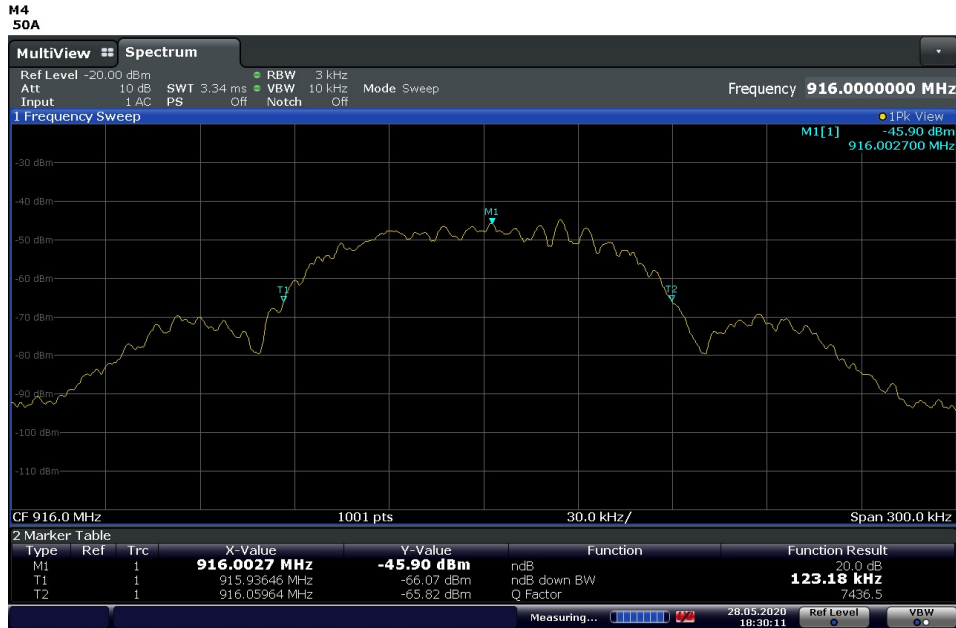 M4
50A
MultiView Spectrum
Ref Level -20.00 dBm RBW 3 kHz
Att 10 dB SWT 3.34 ms VBW 10 kHz Mode Sweep Frequency 916.0000000 MHz
Input 1 AC PS Off Notch Off
1 Frequency Sweep 1Pk View
M1[1] -45.90 dBm
916.002700 MHz
-30 dBm
-40 dBm
M1
-50 dBm
-60 dBm
T1 T2
-70 dBm
-80 dBm
-90 dBm
-100 dBm
-110 dBm
CF 916.0 MHz 1001 pts 30.0 kHz/ Span 300.0 kHz
2 Marker Table
Type Ref Trc X-Value Y-Value Function Function Result
M1 1 916.0027 MHz -45.90 dBm ndB 20.0 dB
T1 1 915.93646 MHz -66.07 dBm ndB down BW 123.18 kHz
T2 1 916.05964 MHz -65.82 dBm Q Factor 7436.5
Measuring... 28.05.2020 Ref Level VBW
18:30:11